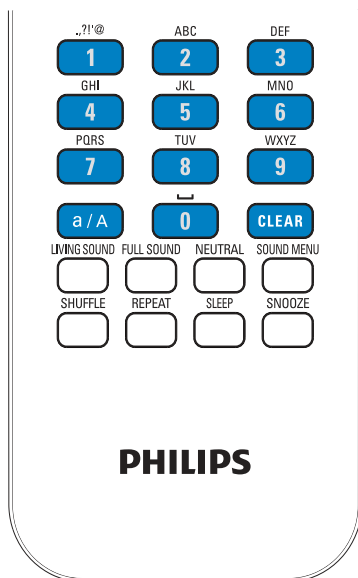 .,?!'@ ABC DEF
1 2 3
GHI JKL MNO
4 5 6
PQRS TUV WXYZ
7 8 9
a/A 0 CLEAR
LIVING SOUND FULL SOUND NEUTRAL SOUND MENU
SHUFFLE REPEAT SLEEP SNOOZE
PHILIPS